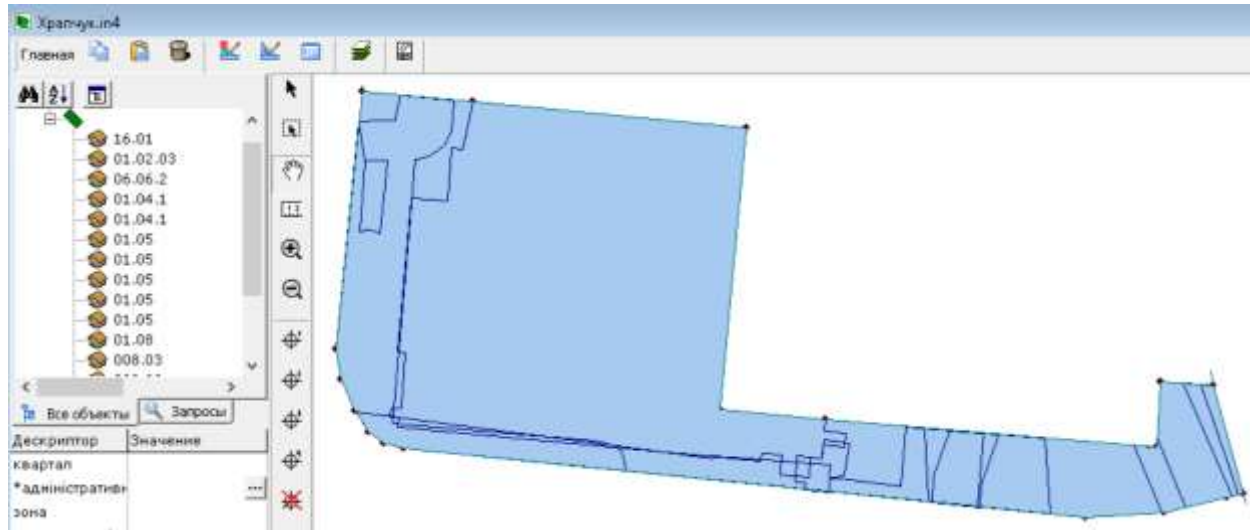 Храпчук.in4
Главная
16.01
01.02.03
06.06.2
01.04.1
01.04.1
01.05
01.05
01.05
01.05
01.05
01.08
008.03
Все объекты Запросы
Дескриптор Значение
квартал
*адміністративн
зона